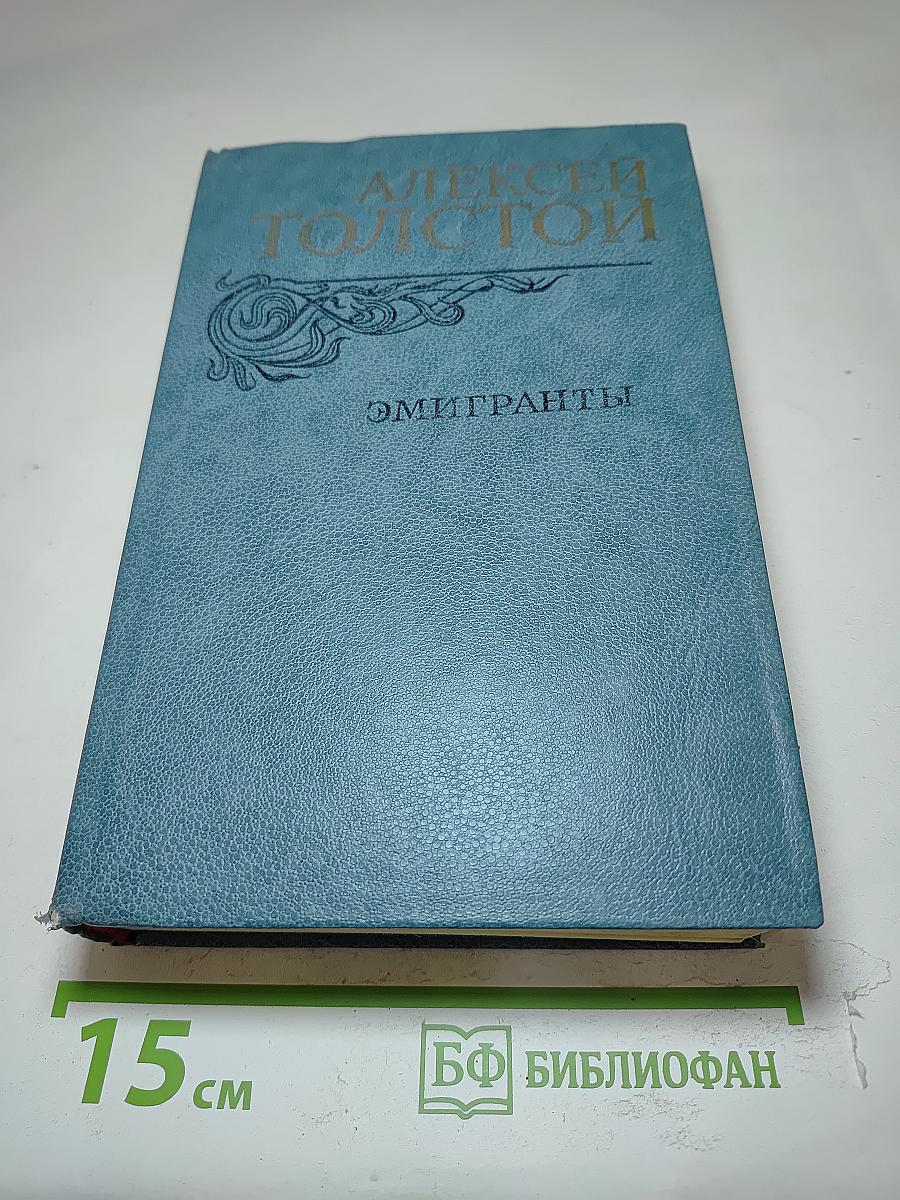 АЛЕКСЕЙ
ТОЛСТОЙ
ЭМИГРАНТЫ
15 см
БФ БИБЛИОФАН